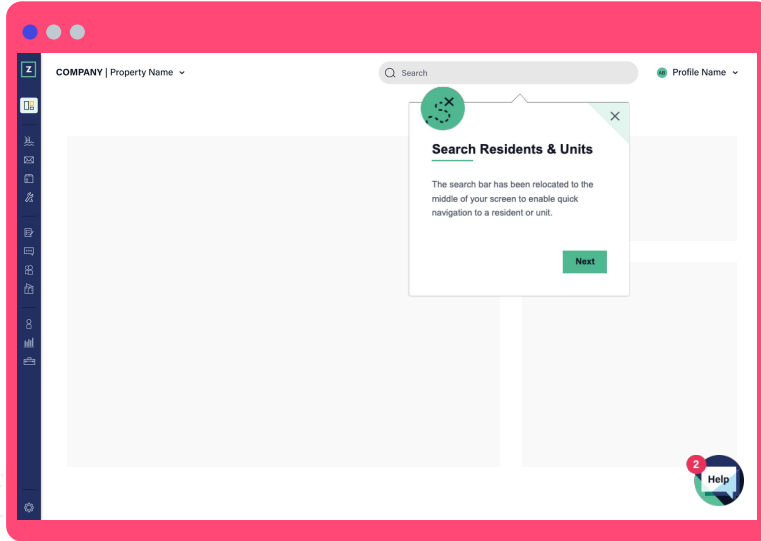 Z
COMPANY | Property Name
Search
AB Profile Name
Search Residents & Units
The search bar has been relocated to the
middle of your screen to enable quick
navigation to a resident or unit.
Next
2
Help